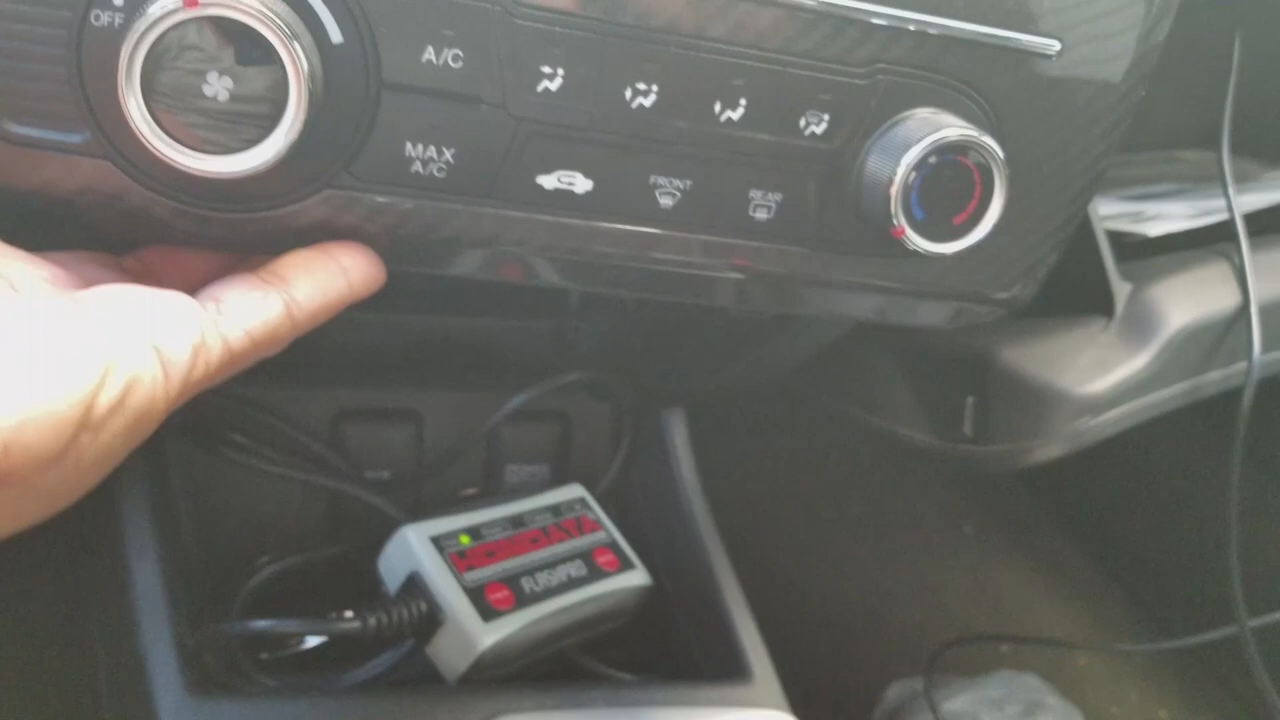 OFF
A/C
MAX
A/C
FRONT
REAR
HONDATA
FLASHPRO